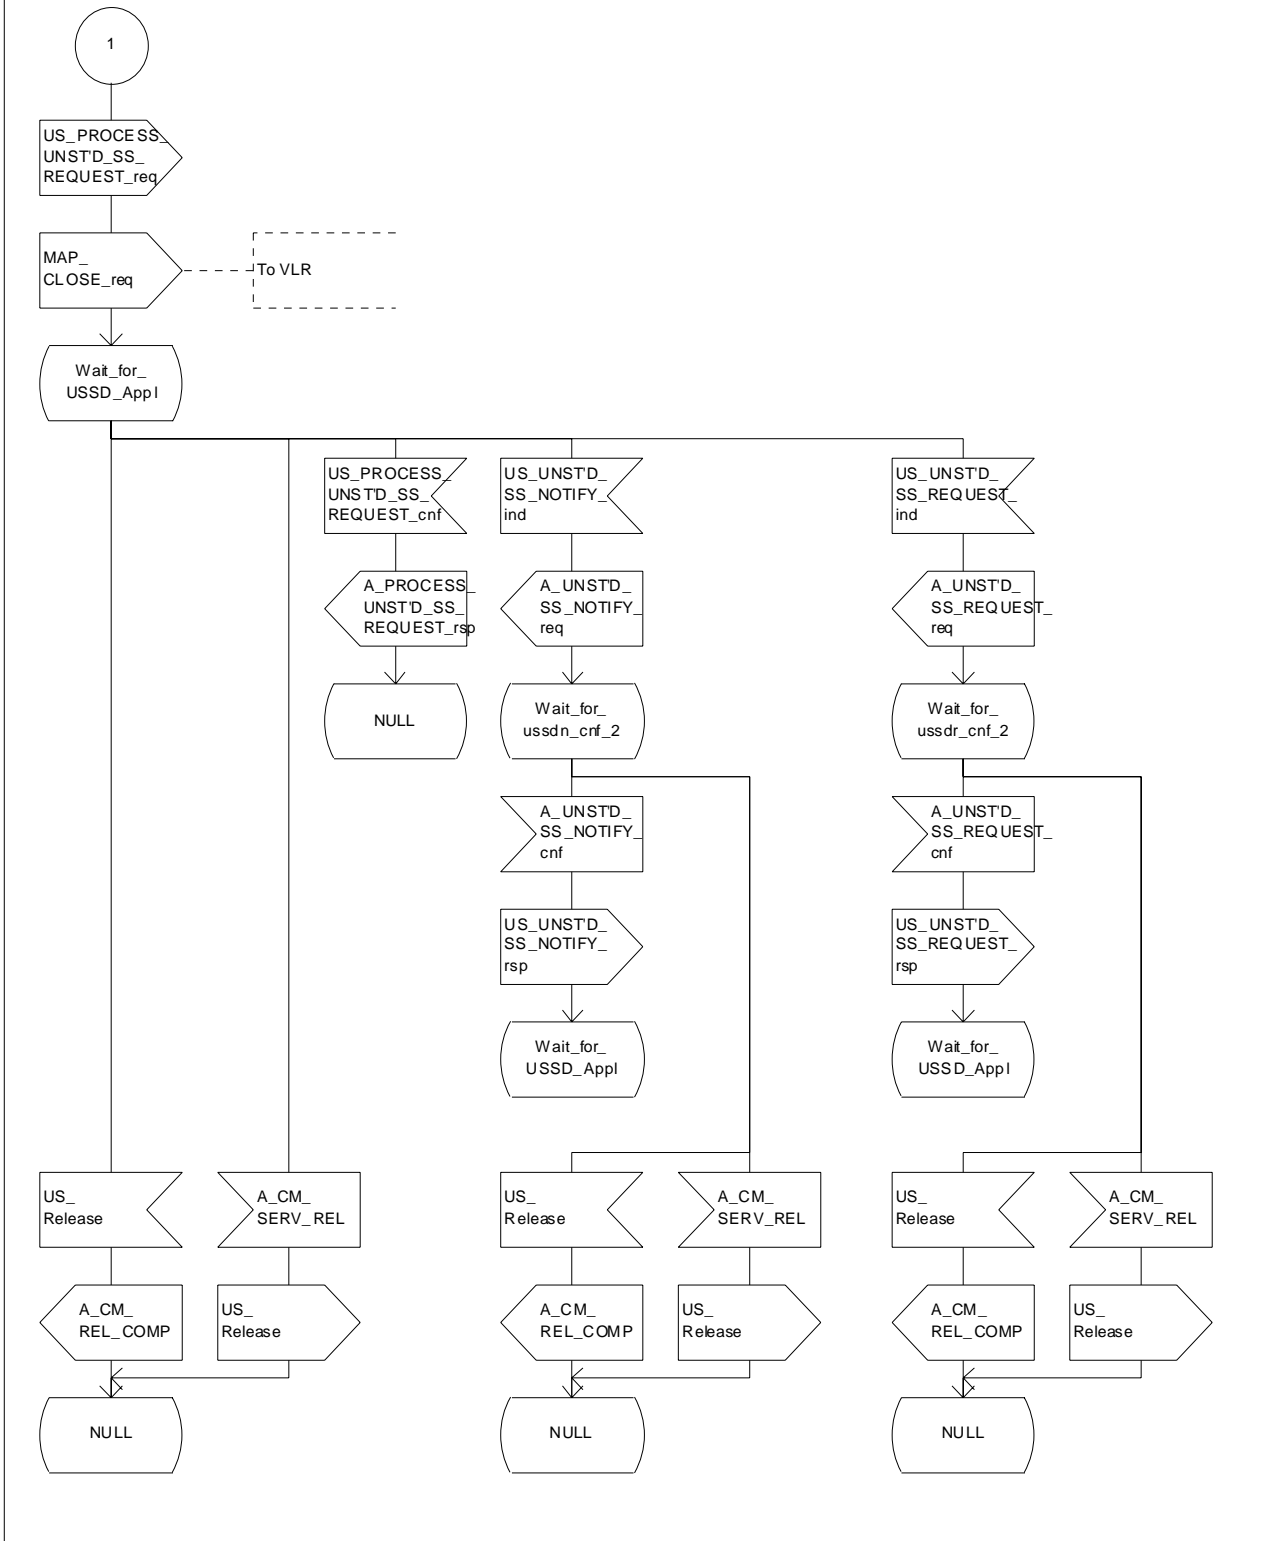 1
US_PROCESS_
UNST'D_SS_
REQUEST_req
MAP_
CLOSE_req
To VLR
Wait_for_
USSD_Appl
US_PROCESS_
UNST'D_SS_
REQUEST_cnf
US_UNST'D_
SS_NOTIFY_
ind
US_UNST'D_
SS_REQUEST_
ind
A_PROCESS_
UNST'D_SS_
REQUEST_rsp
A_UNST'D_
SS_NOTIFY_
req
A_UNST'D_
SS_REQUEST_
req
NULL
Wait_for_
ussdn_cnf_2
Wait_for_
ussdr_cnf_2
A_UNST'D_
SS_NOTIFY_
cnf
A_UNST'D_
SS_REQUEST_
cnf
US_UNST'D_
SS_NOTIFY_
rsp
US_UNST'D_
SS_REQUEST_
rsp
Wait_for_
USSD_Appl
Wait_for_
USSD_Appl
US_
Release
A_CM_
SERV_REL
US_
Release
A_CM_
SERV_REL
US_
Release
A_CM_
SERV_REL
A_CM_
REL_COMP
US_
Release
A_CM_
REL_COMP
US_
Release
A_CM_
REL_COMP
US_
Release
NULL
NULL
NULL